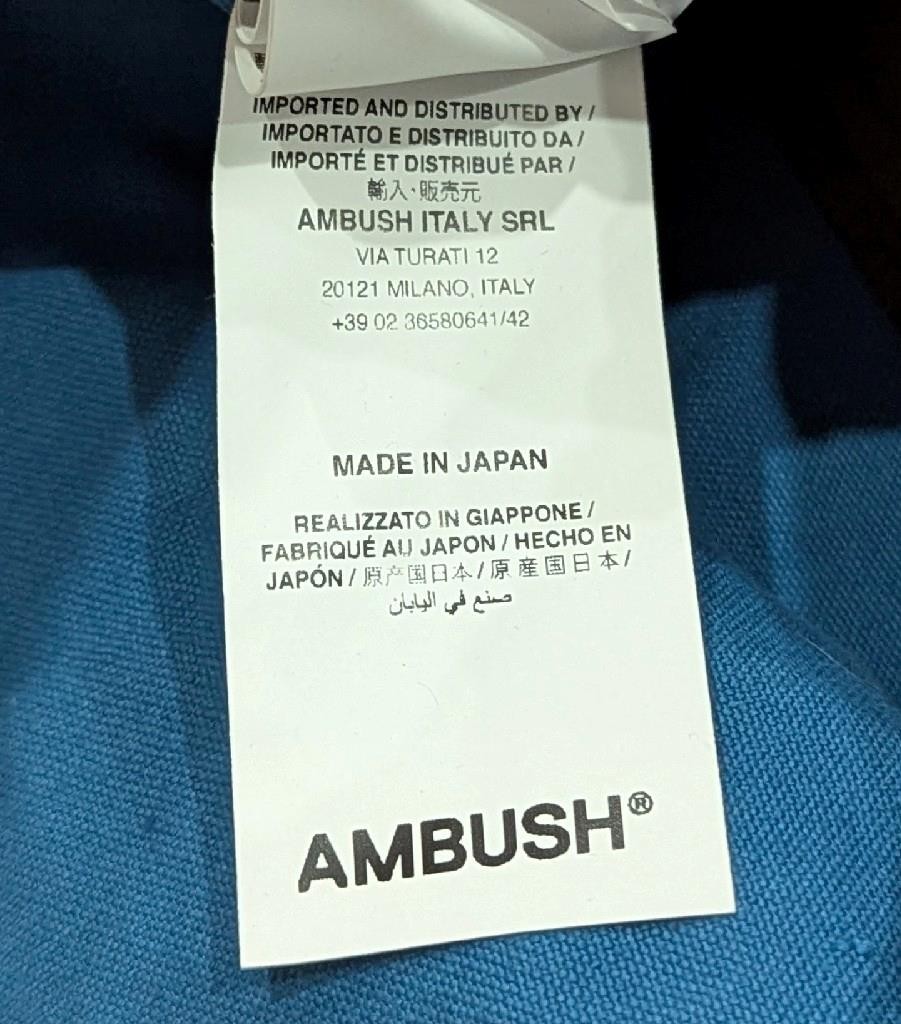 IMPORTED AND DISTRIBUTED BY /
IMPORTATO E DISTRIBUITO DA /
IMPORTÉ ET DISTRIBUÉ PAR /
輸入・販売元
AMBUSH ITALY SRL
VIA TURATI 12
20121 MILANO, ITALY
+39 02 36580641/42
MADE IN JAPAN
REALIZZATO IN GIAPPONE /
FABRIQUÉ AU JAPON / HECHO EN
JAPÓN / 原产国日本 / 原産国日本 /
صنع في اليابان
AMBUSH®